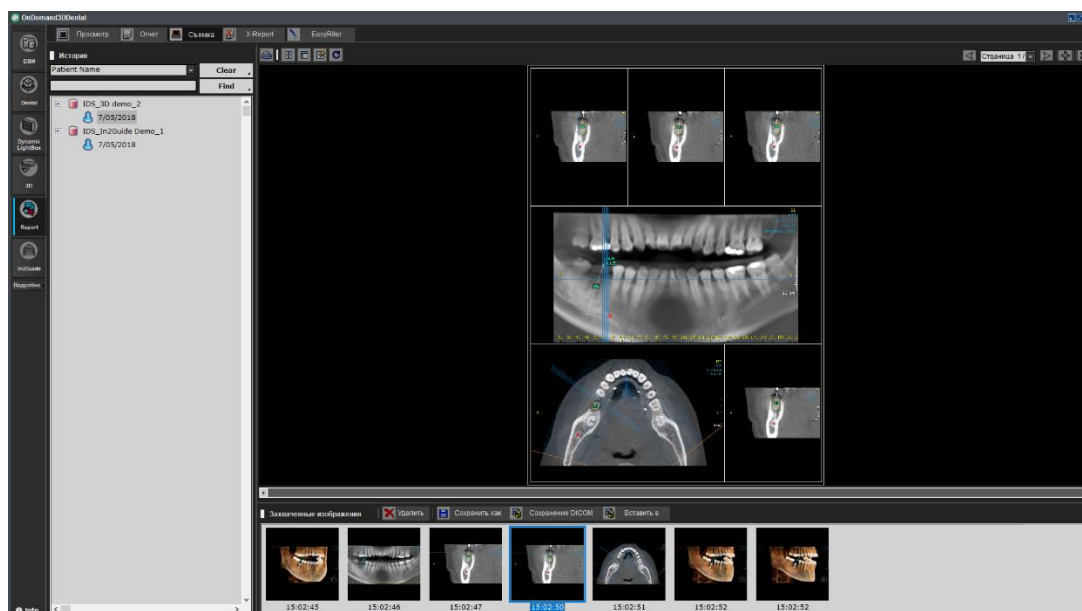 OnDemand3DDental
Просмотр Отчет Съемка X-Report EasyRiter
DBM
Dental
Dynamic
LightBox
3D
Report
In2Guide
Подробно
История
Patient Name Clear
Find
IDS_3D demo_2
7/05/2018
IDS_In2Guide Demo_1
7/05/2018
Страница 1/
Захваченные изображения Удалить Сохранить как Сохранение DICOM Вставить в
15:02:45 15:02:46 15:02:47 15:02:50 15:02:51 15:02:52 15:02:52
Info